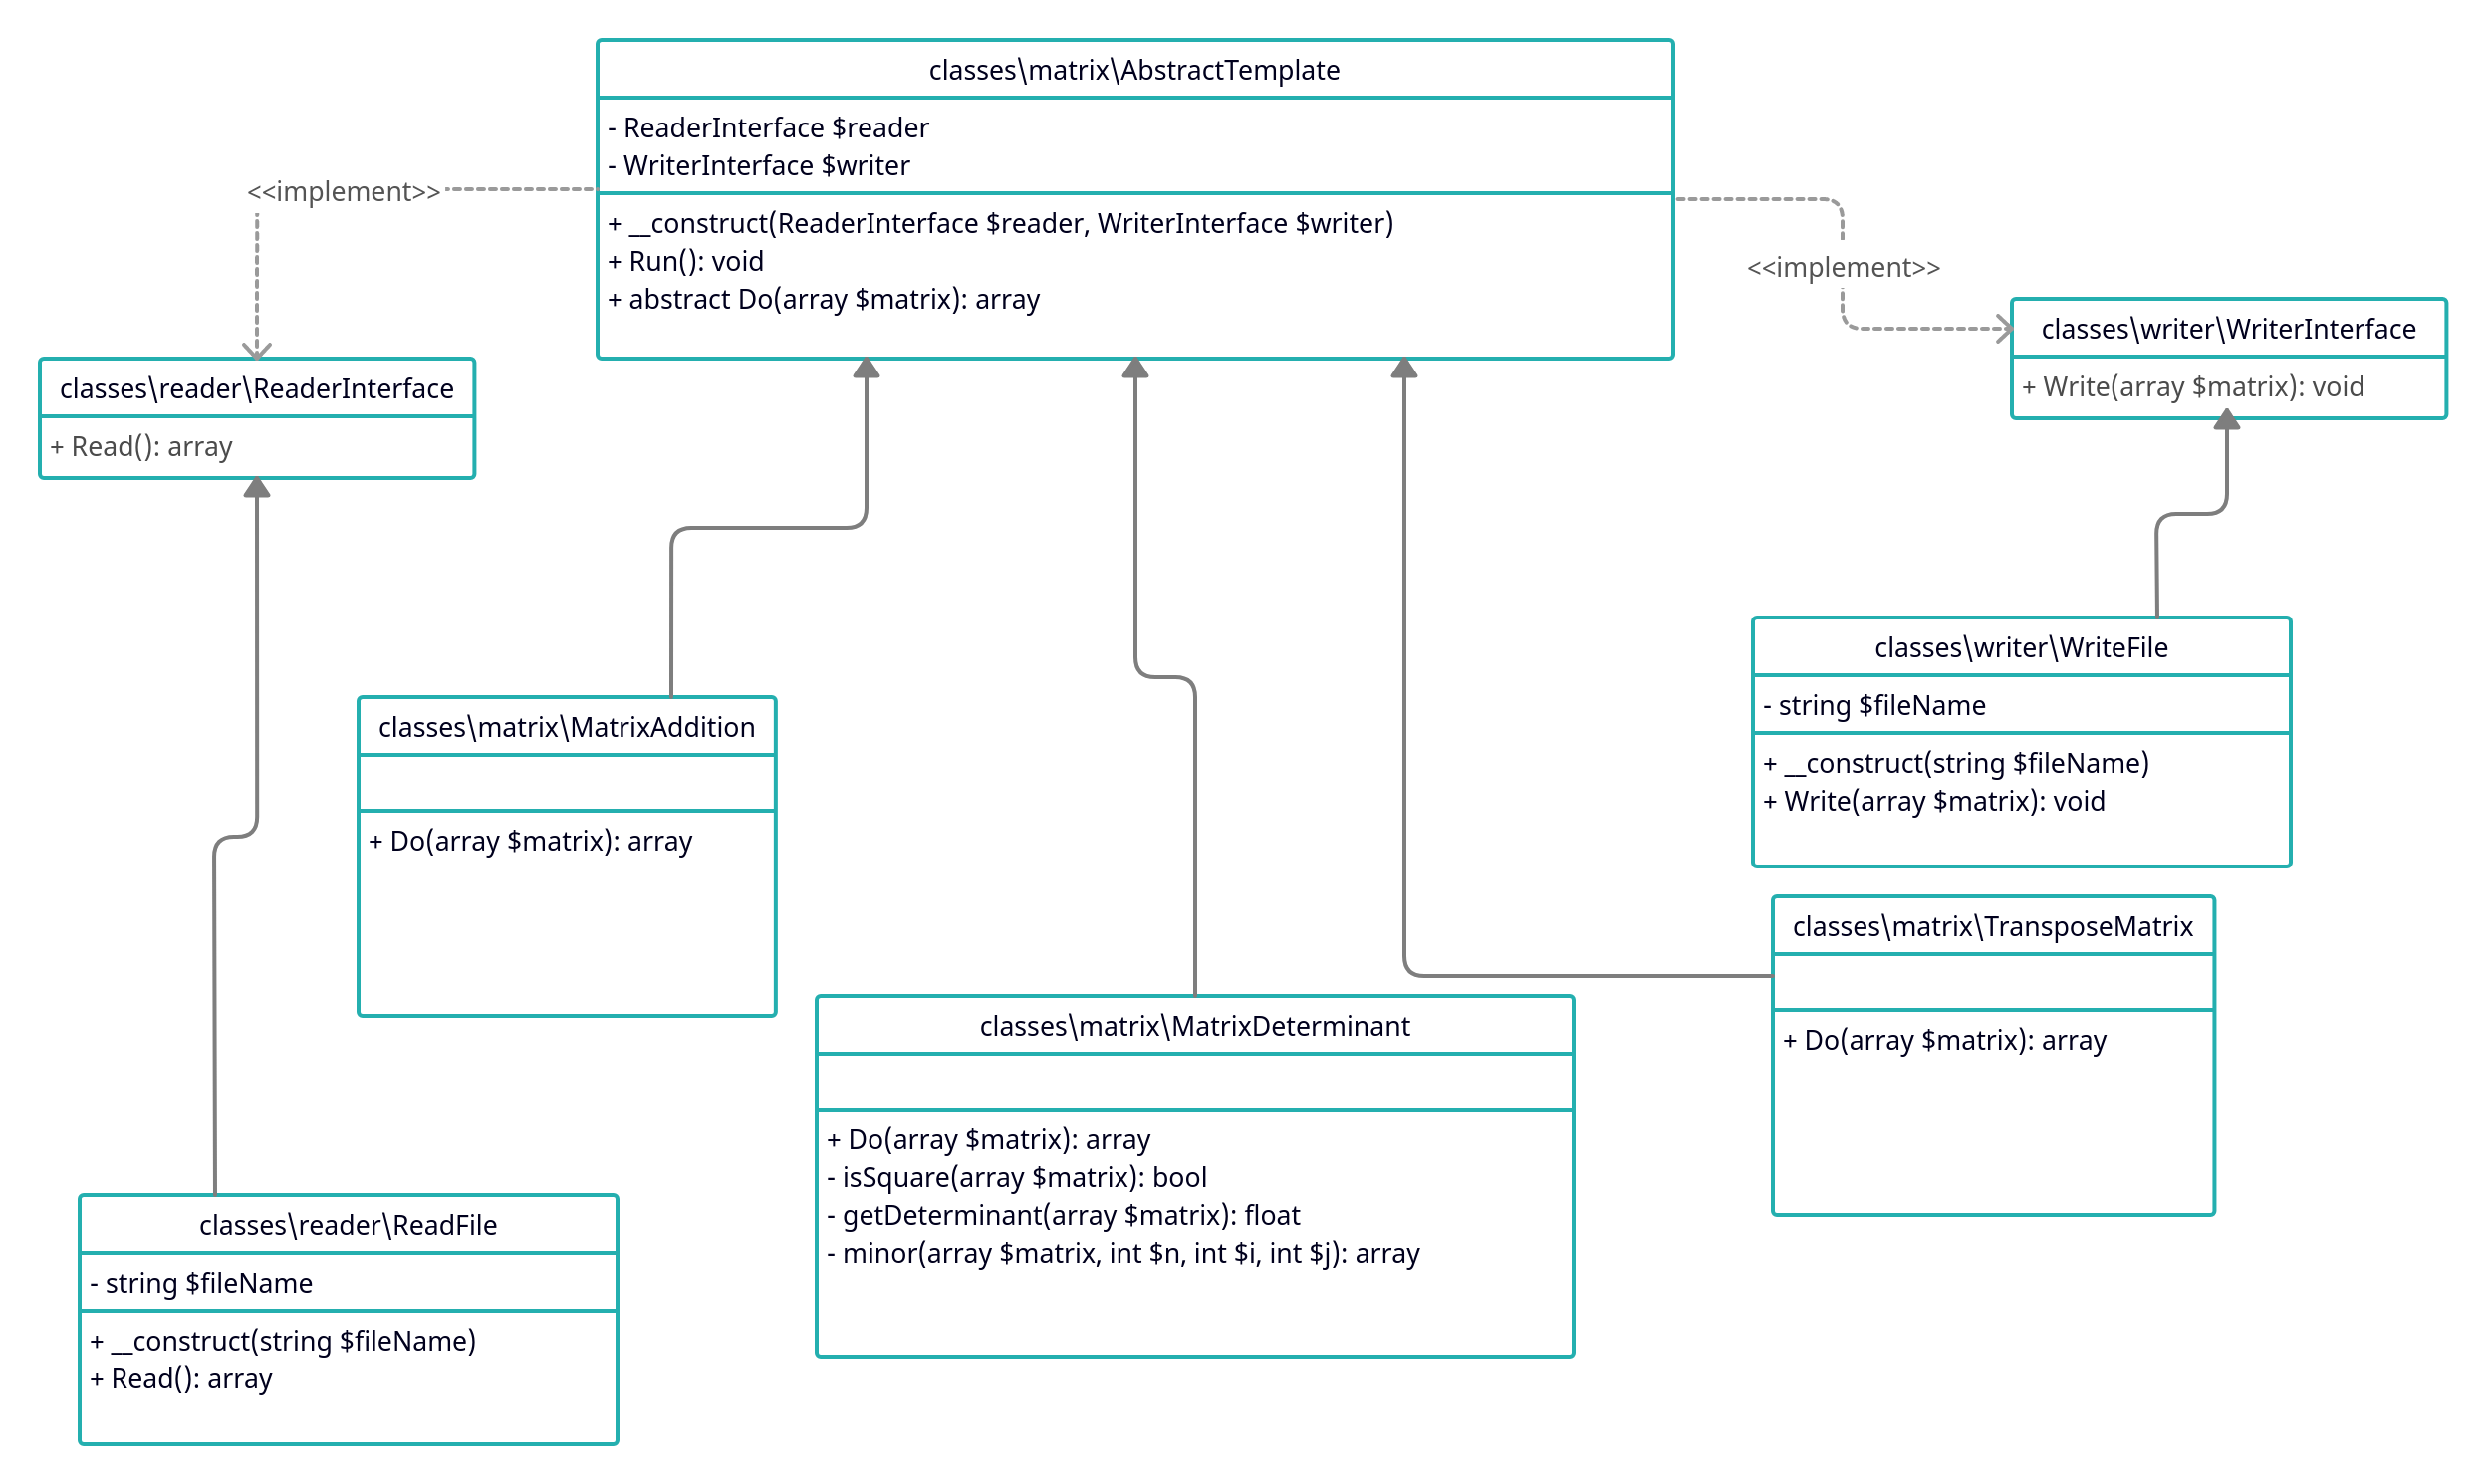 classes\matrix\AbstractTemplate
- ReaderInterface $reader
- WriterInterface $writer
+ __construct(ReaderInterface $reader, WriterInterface $writer)
+ Run(): void
+ abstract Do(array $matrix): array
<<implement>>
<<implement>>
classes\reader\ReaderInterface
+ Read(): array
classes\writer\WriterInterface
+ Write(array $matrix): void
classes\matrix\MatrixAddition
+ Do(array $matrix): array
classes\writer\WriteFile
- string $fileName
+ __construct(string $fileName)
+ Write(array $matrix): void
classes\matrix\MatrixDeterminant
+ Do(array $matrix): array
- isSquare(array $matrix): bool
- getDeterminant(array $matrix): float
- minor(array $matrix, int $n, int $i, int $j): array
classes\matrix\TransposeMatrix
+ Do(array $matrix): array
classes\reader\ReadFile
- string $fileName
+ __construct(string $fileName)
+ Read(): array